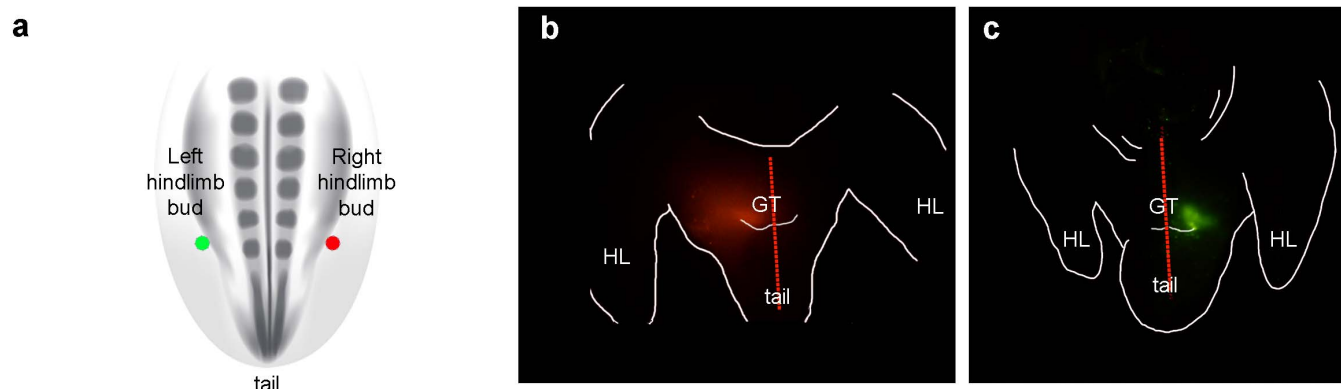 a
Left
hindlimb
bud
Right
hindlimb
bud
tail
b
GT
HL
HL
tail
c
GT
HL
HL
tail